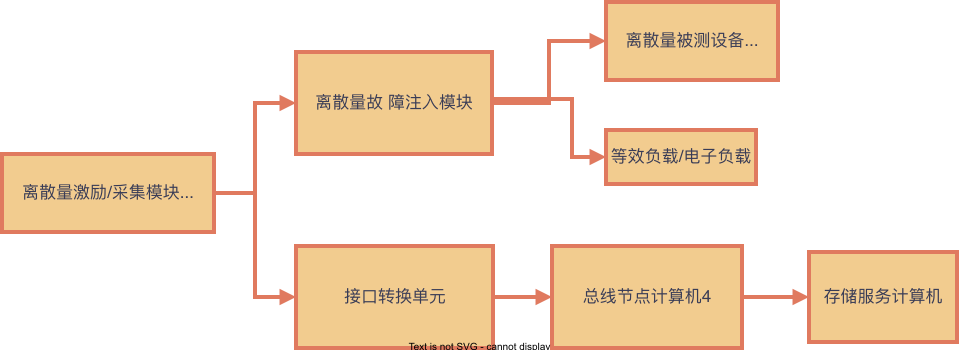 离散量被测设备...
离散量故 障注入模块
等效负载/电子负载
离散量激励/采集模块...
接口转换单元
总线节点计算机4
存储服务计算机
Text is not SVG - cannot display